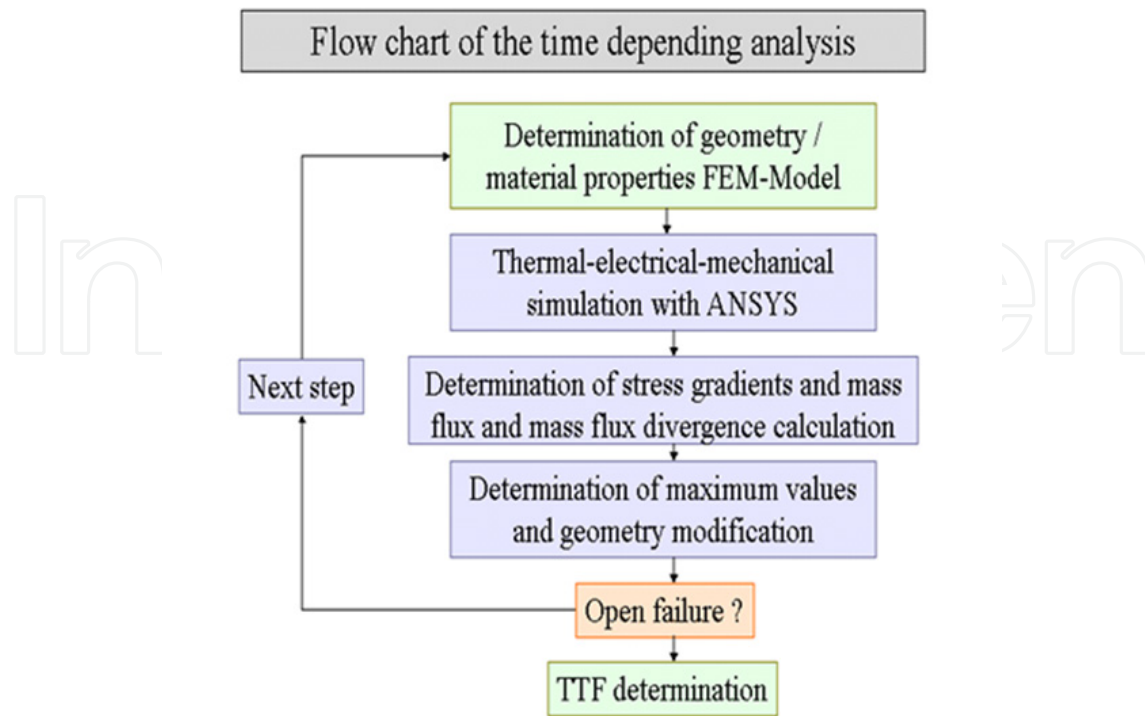 Flow chart of the time depending analysis
Determination of geometry /
material properties FEM-Model
Thermal-electrical-mechanical
simulation with ANSYS
Next step
Determination of stress gradients and mass
flux and mass flux divergence calculation
Determination of maximum values
and geometry modification
Open failure ?
TTF determination
In
en